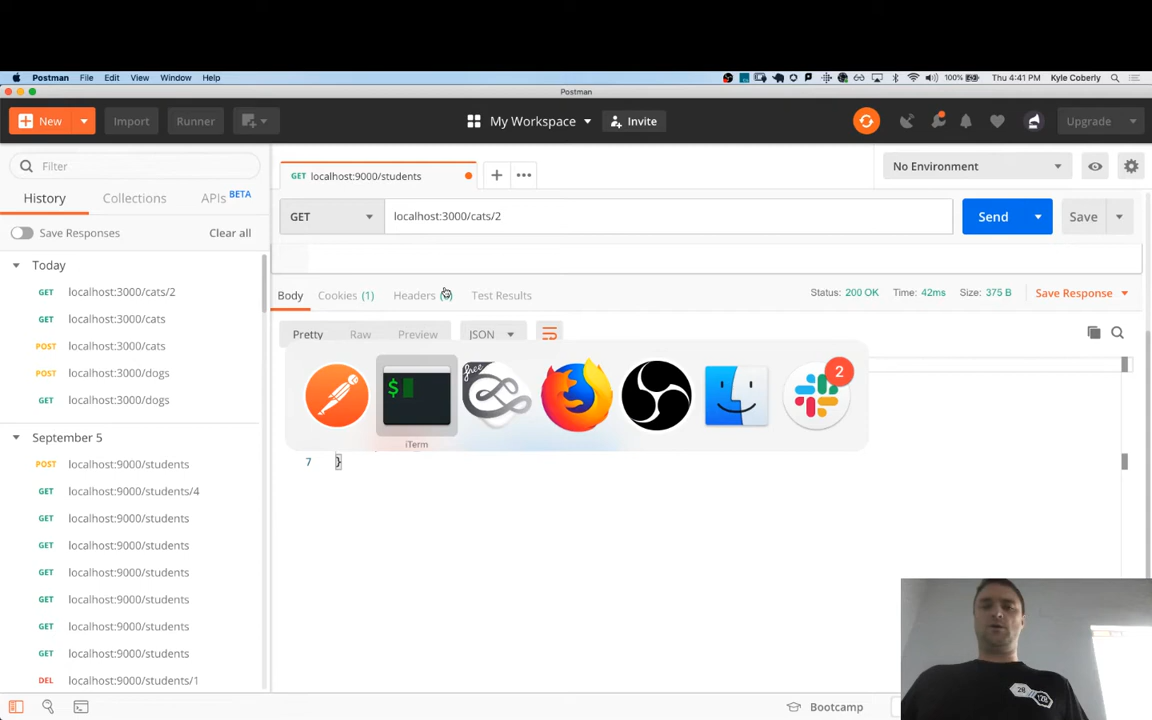 Postman File Edit View Window Help
100% Thu 4:41 PM Kyle Coberly
Postman
New Import Runner My Workspace Invite Upgrade
Filter
GET localhost:9000/students
No Environment
History Collections APIs BETA
GET localhost:3000/cats/2 Send Save
Save Responses Clear all
Today
GET localhost:3000/cats/2
GET localhost:3000/cats
POST localhost:3000/cats
POST localhost:3000/dogs
GET localhost:3000/dogs
September 5
POST localhost:9000/students
GET localhost:9000/students/4
GET localhost:9000/students
GET localhost:9000/students
GET localhost:9000/students
GET localhost:9000/students
GET localhost:9000/students
GET localhost:9000/students
DEL localhost:9000/students/1
Body Cookies (1) Headers Test Results Status: 200 OK Time: 42ms Size: 375 B Save Response
Pretty Raw Preview JSON
$
free
2
iTerm
7 }
Bootcamp